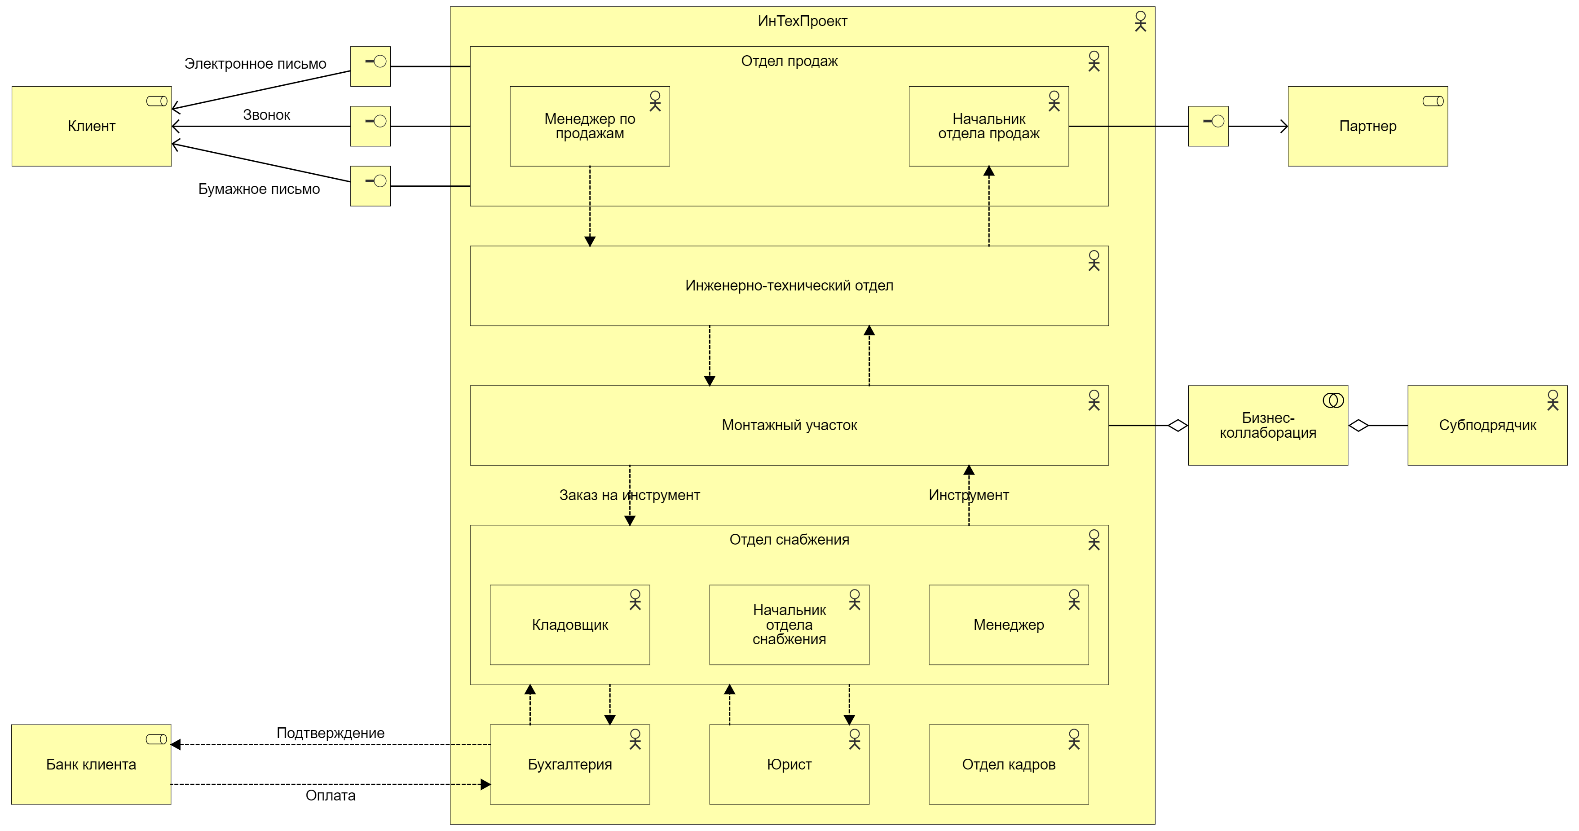 ИнТехПроект
Отдел продаж
Электронное письмо
Звонок
Клиент
Бумажное письмо
Менеджер по
продажам
Начальник
отдела продаж
Партнер
Инженерно-технический отдел
Монтажный участок
Бизнес-
коллаборация
Субподрядчик
Заказ на инструмент
Инструмент
Отдел снабжения
Кладовщик
Начальник
отдела
снабжения
Менеджер
Подтверждение
Банк клиента
Оплата
Бухгалтерия
Юрист
Отдел кадров